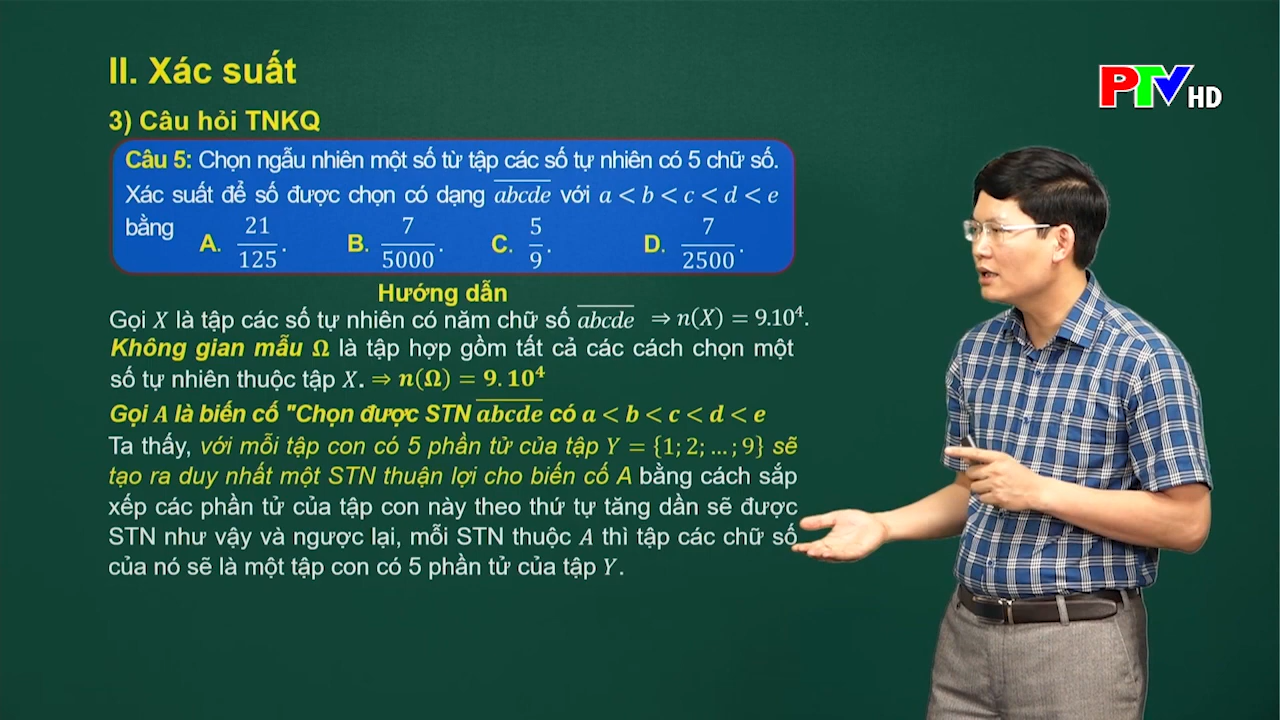 II. Xác suất
PTV HD
3) Câu hỏi TNKQ
Câu 5: Chọn ngẫu nhiên một số từ tập các số tự nhiên có 5 chữ số.
Xác suất để số được chọn có dạng \overline{abcde} với a < b < c < d < e
bằng
A. 21/125. B. 7/5000. C. 5/9. D. 7/2500.
Hướng dẫn
Gọi X là tập các số tự nhiên có năm chữ số \overline{abcde} ⇒ n(X) = 9.10⁴.
Không gian mẫu Ω là tập hợp gồm tất cả các cách chọn một
số tự nhiên thuộc tập X. ⇒ n(Ω) = 9.10⁴
Gọi A là biến cố "Chọn được STN \overline{abcde} có a < b < c < d < e
Ta thấy, với mỗi tập con có 5 phần tử của tập Y = {1; 2; ...; 9} sẽ
tạo ra duy nhất một STN thuận lợi cho biến cố A bằng cách sắp
xếp các phần tử của tập con này theo thứ tự tăng dần sẽ được
STN như vậy và ngược lại, mỗi STN thuộc A thì tập các chữ số
của nó sẽ là một tập con có 5 phần tử của tập Y.